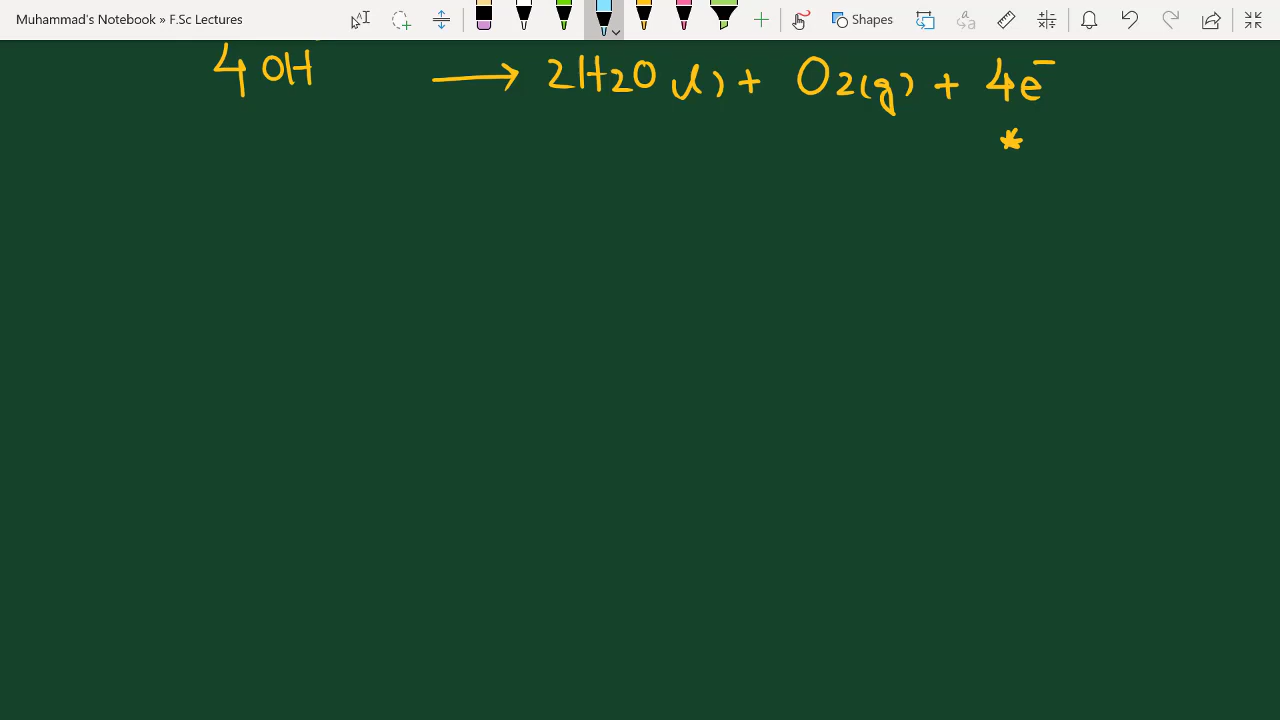 Muhammad's Notebook » F.Sc Lectures
Shapes
4 OH → 2H2O (l) + O2(g) + 4e⁻
*